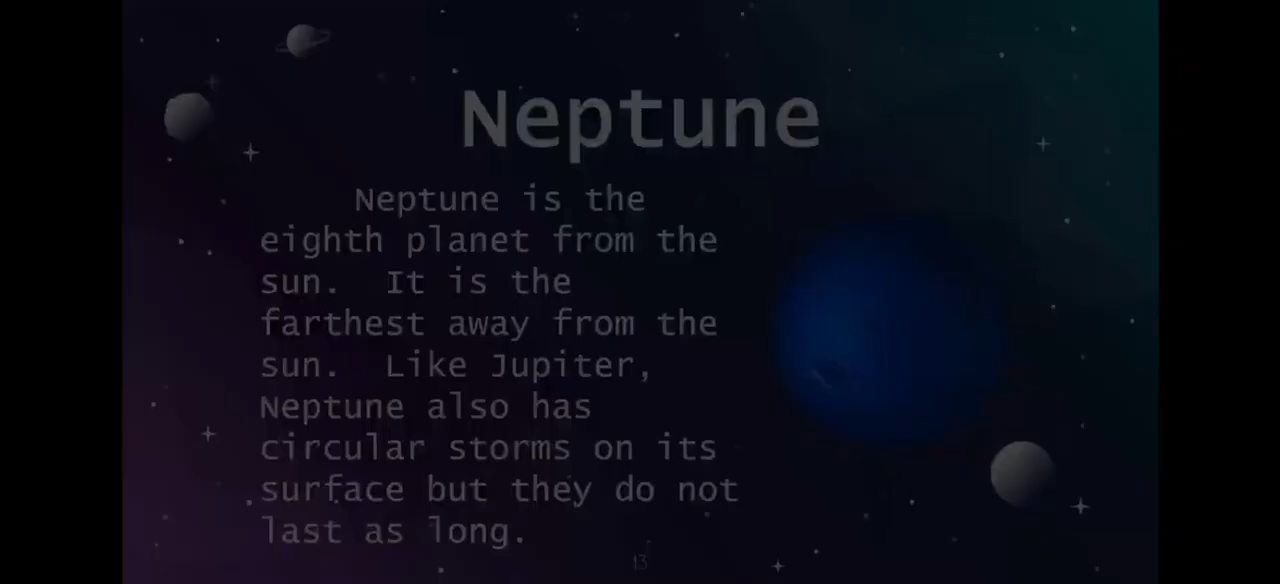 Neptune
Neptune is the
eighth planet from the
sun. It is the
farthest away from the
sun. Like Jupiter,
Neptune also has
circular storms on its
surface but they do not
last as long.
13